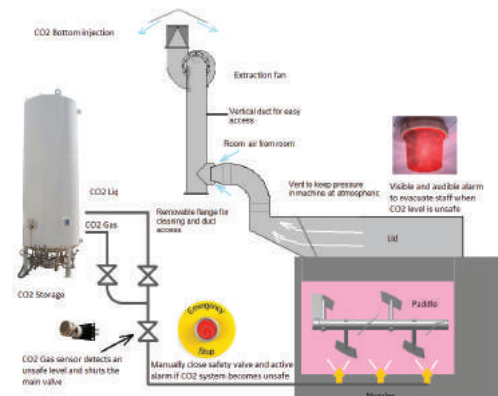 CO2 Bottom injection
Extraction fan
Vertical duct for easy
access
Room air from room
Visible and audible alarm
to evacuate staff when
CO2 level is unsafe
Vent to keep pressure
in machine at atmospheric
CO2 Liq
Removable flange for
cleaning and duct
access
CO2 Gas
Lid
CO2 Storage
Paddle
Emergency
Stop
CO2 Gas sensor detects an
unsafe level and shuts the
main valve
Manually close safety valve and active
alarm if CO2 system becomes unsafe